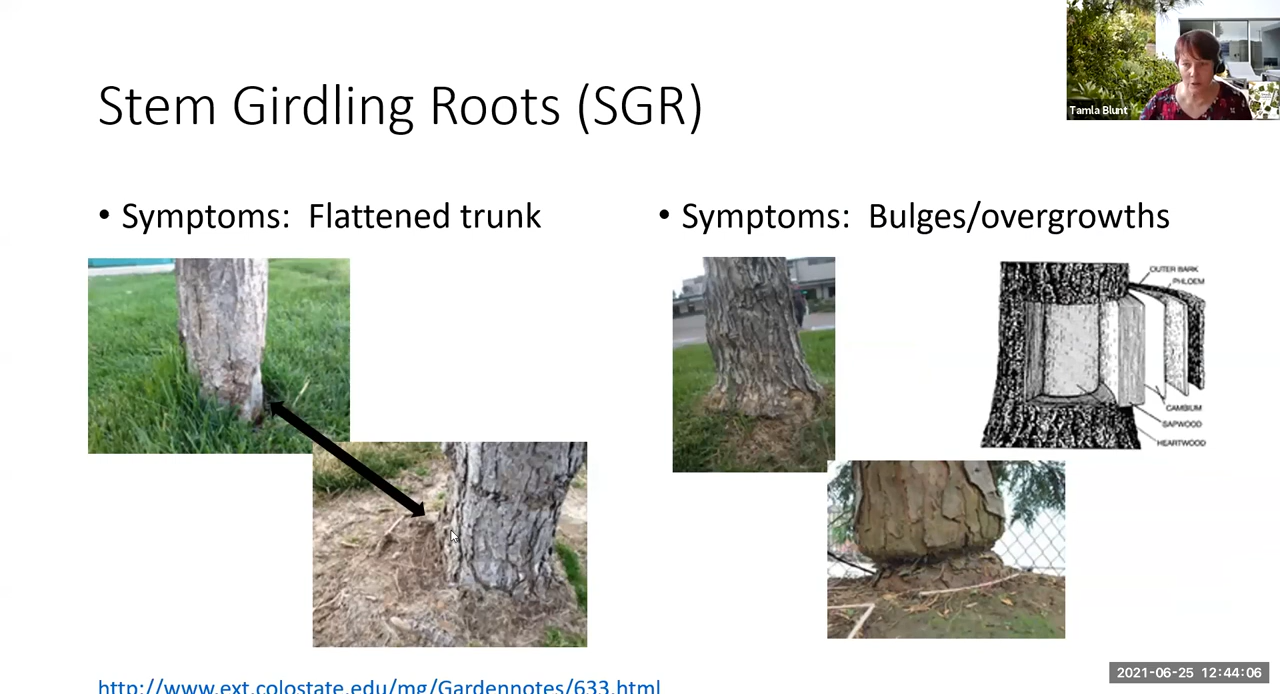 Tamla Blunt
Stem Girdling Roots (SGR)
• Symptoms: Flattened trunk
• Symptoms: Bulges/overgrowths
OUTER BARK
PHLOEM
CAMBIUM
SAPWOOD
HEARTWOOD
http://www.ext.colostate.edu/mg/Gardennotes/633.html
2021-06-25 12:44:06